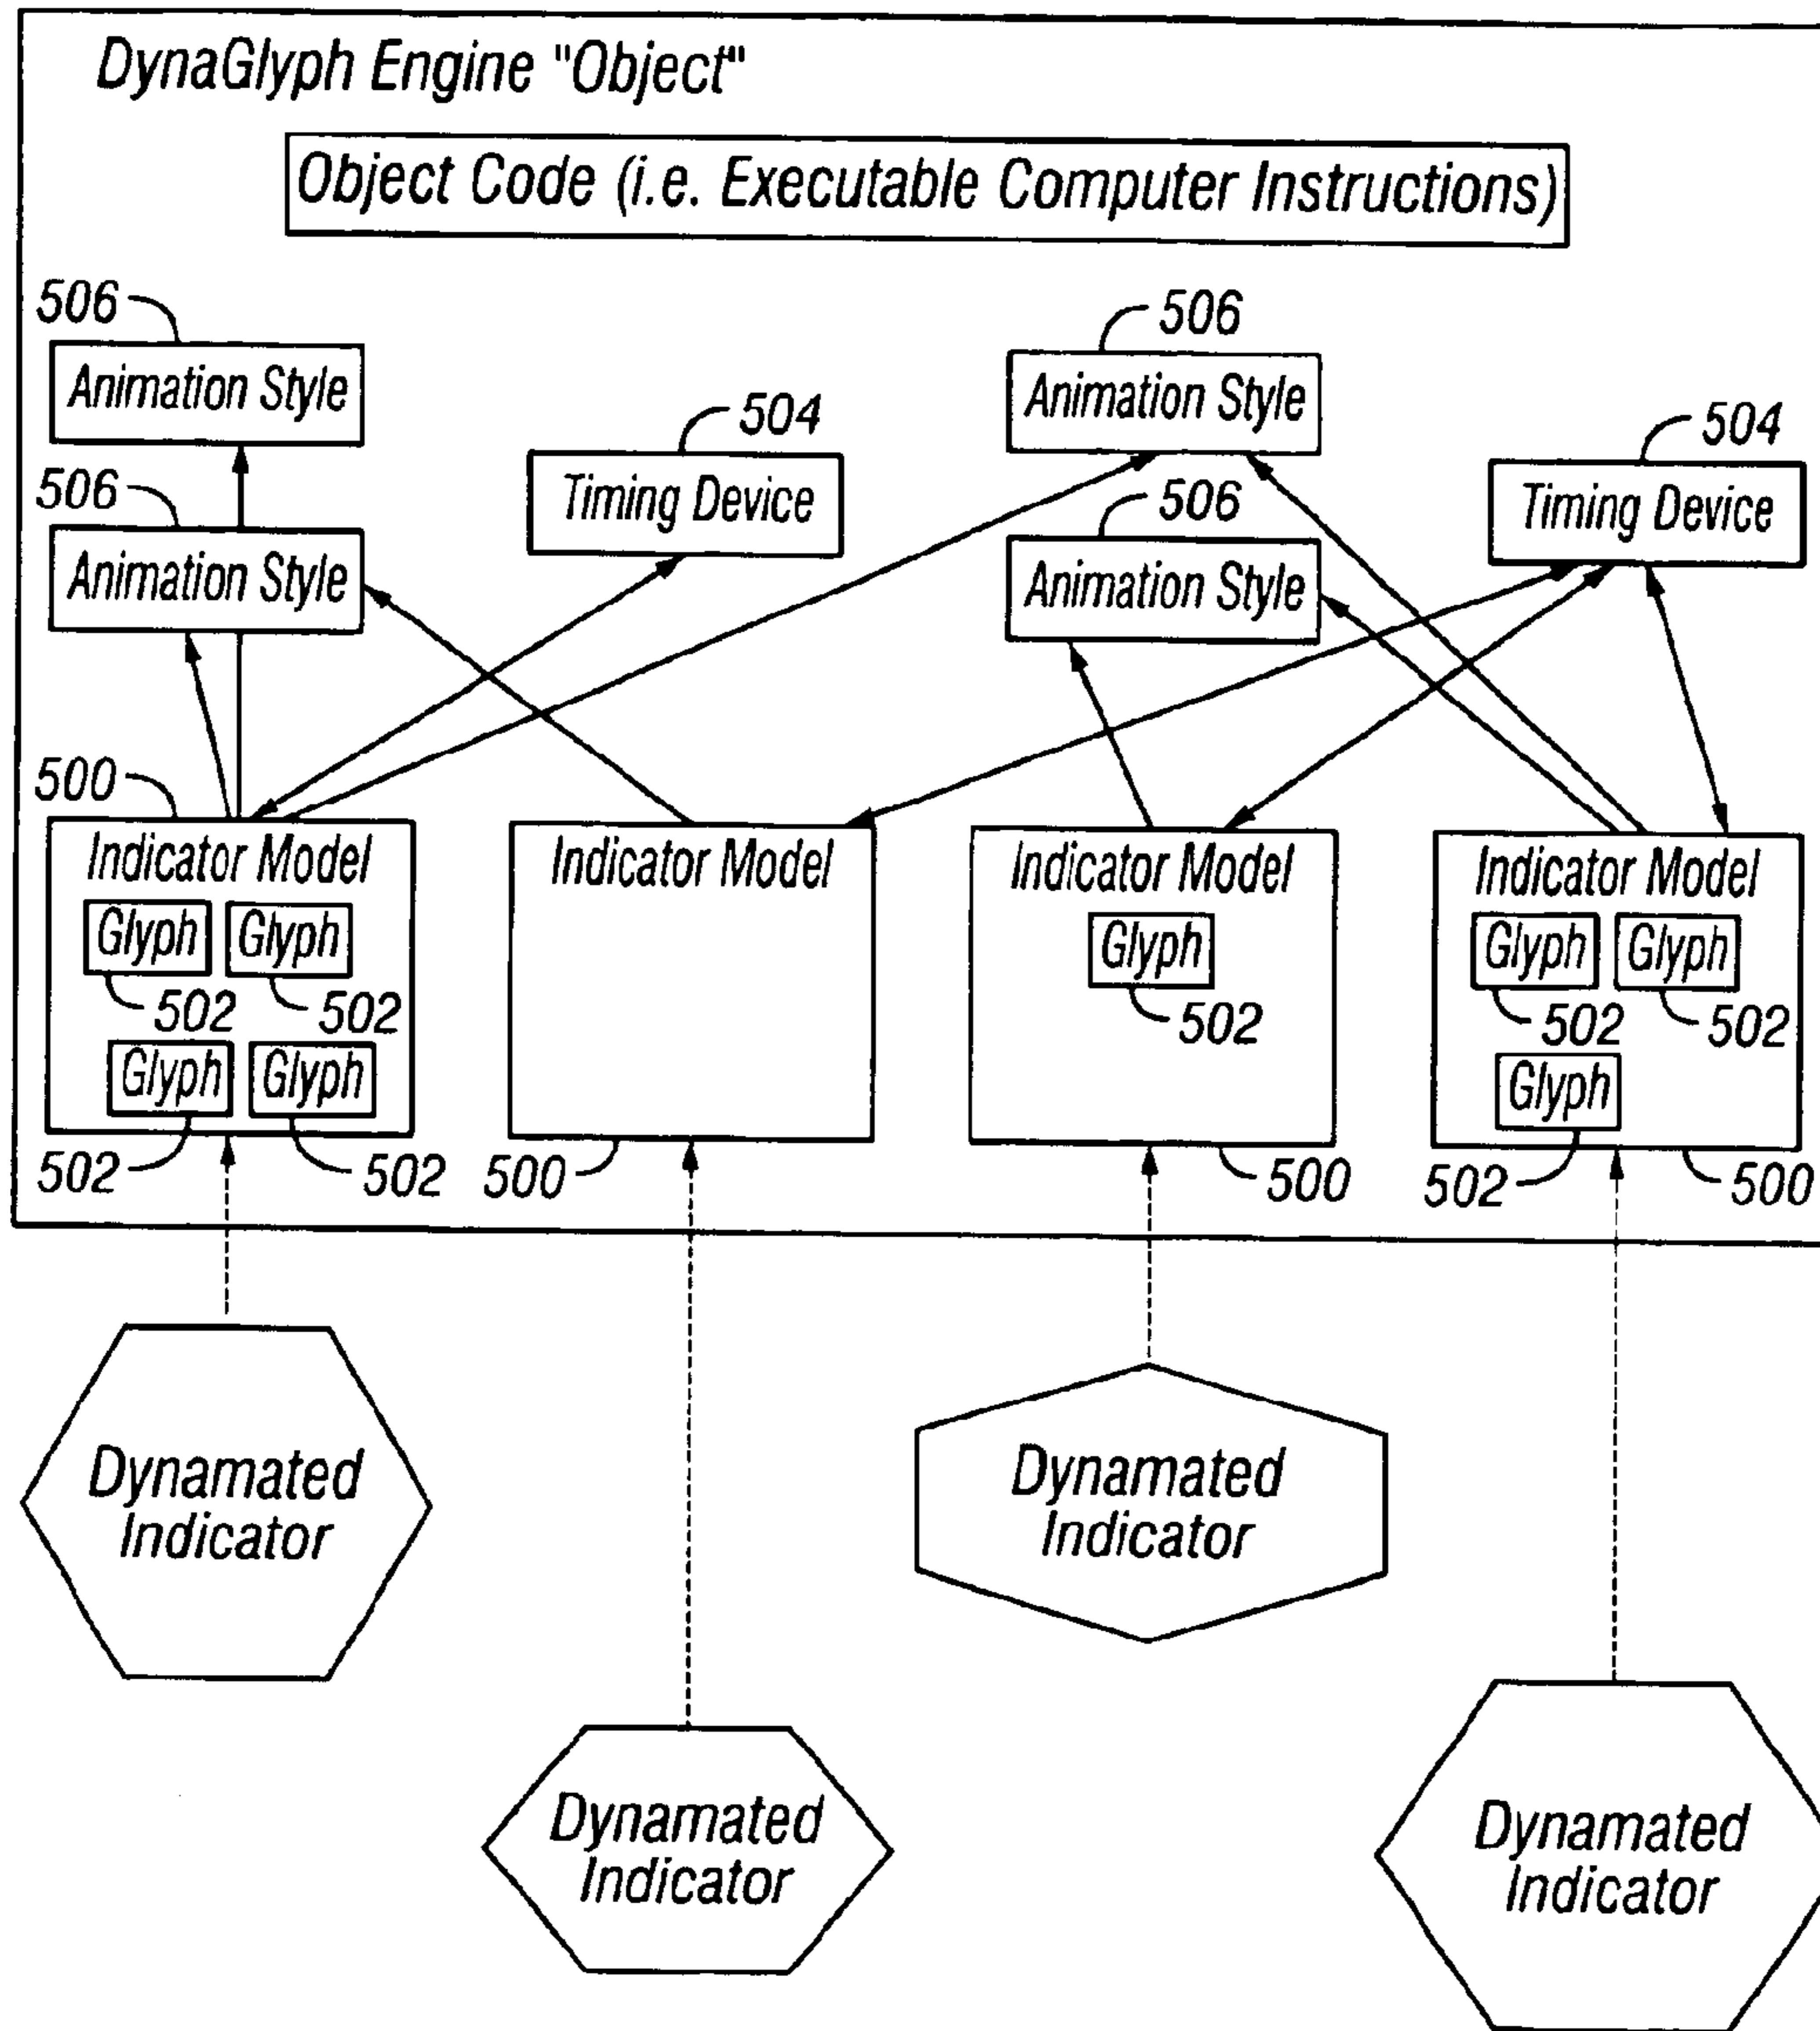 DynaGlyph Engine "Object"
Object Code (i.e. Executable Computer Instructions)
506
506
Animation Style
Animation Style
504
504
506
506
Timing Device
Timing Device
Animation Style
Animation Style
500
Indicator Model
Indicator Model
Indicator Model
Indicator Model
Glyph
Glyph
Glyph
Glyph
Glyph
502
502
502
502
502
Glyph
Glyph
Glyph
502
502
500
500
502
500
Dynamated
Indicator
Dynamated
Indicator
Dynamated
Indicator
Dynamated
Indicator